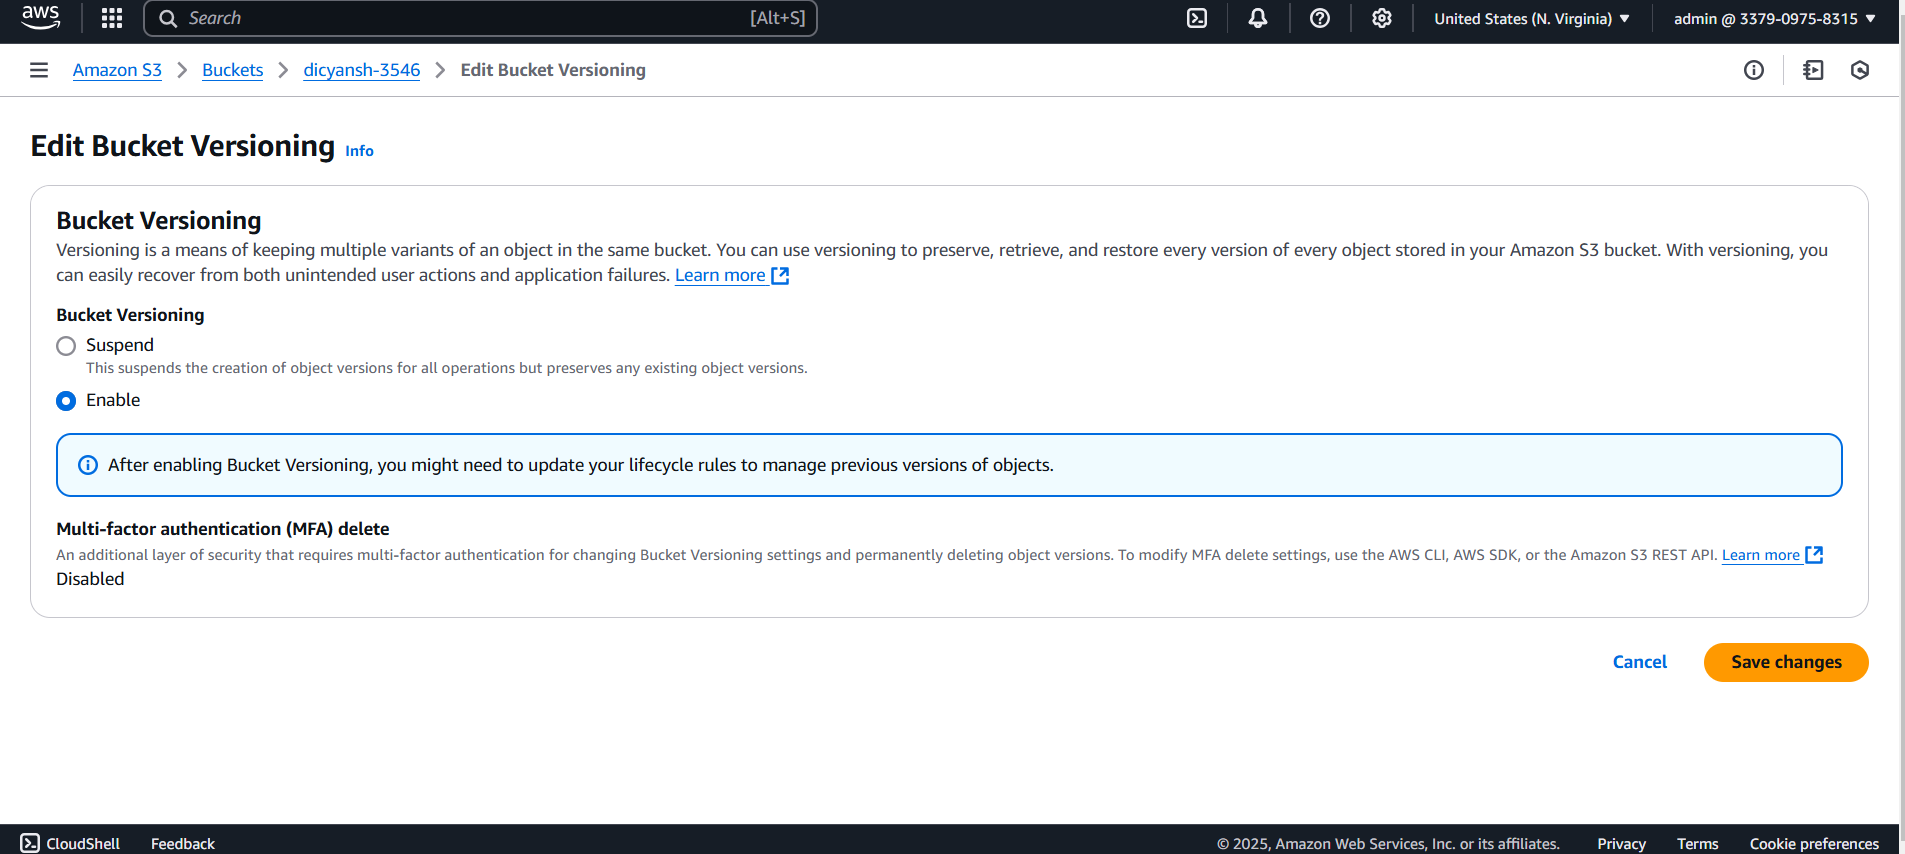 aws Search [Alt+S] United States (N. Virginia) admin @ 3379-0975-8315
Amazon S3 Buckets dicyansh-3546 Edit Bucket Versioning
Edit Bucket Versioning Info
Bucket Versioning
Versioning is a means of keeping multiple variants of an object in the same bucket. You can use versioning to preserve, retrieve, and restore every version of every object stored in your Amazon S3 bucket. With versioning, you
can easily recover from both unintended user actions and application failures. Learn more
Bucket Versioning
Suspend
This suspends the creation of object versions for all operations but preserves any existing object versions.
Enable
After enabling Bucket Versioning, you might need to update your lifecycle rules to manage previous versions of objects.
Multi-factor authentication (MFA) delete
An additional layer of security that requires multi-factor authentication for changing Bucket Versioning settings and permanently deleting object versions. To modify MFA delete settings, use the AWS CLI, AWS SDK, or the Amazon S3 REST API. Learn more
Disabled
Cancel Save changes
CloudShell Feedback © 2025, Amazon Web Services, Inc. or its affiliates. Privacy Terms Cookie preferences